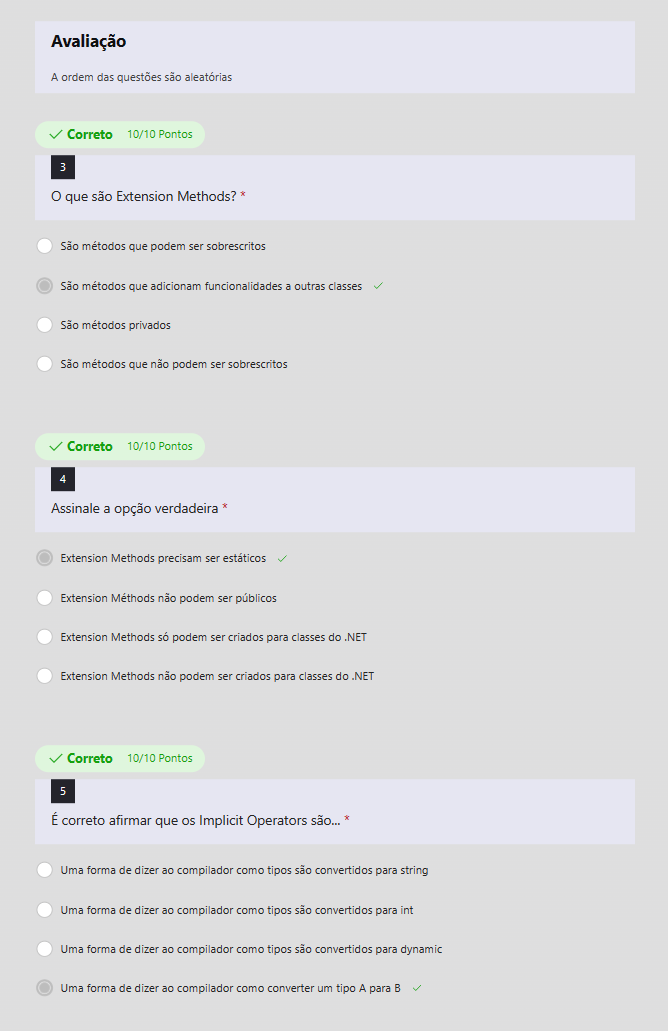 Avaliação
A ordem das questões são aleatórias
Correto 10/10 Pontos
3
O que são Extension Methods? *
São métodos que podem ser sobrescritos
São métodos que adicionam funcionalidades a outras classes
São métodos privados
São métodos que não podem ser sobrescritos
Correto 10/10 Pontos
4
Assinale a opção verdadeira *
Extension Methods precisam ser estáticos
Extension Méthods não podem ser públicos
Extension Methods só podem ser criados para classes do .NET
Extension Methods não podem ser criados para classes do .NET
Correto 10/10 Pontos
5
É correto afirmar que os Implicit Operators são... *
Uma forma de dizer ao compilador como tipos são convertidos para string
Uma forma de dizer ao compilador como tipos são convertidos para int
Uma forma de dizer ao compilador como tipos são convertidos para dynamic
Uma forma de dizer ao compilador como converter um tipo A para B